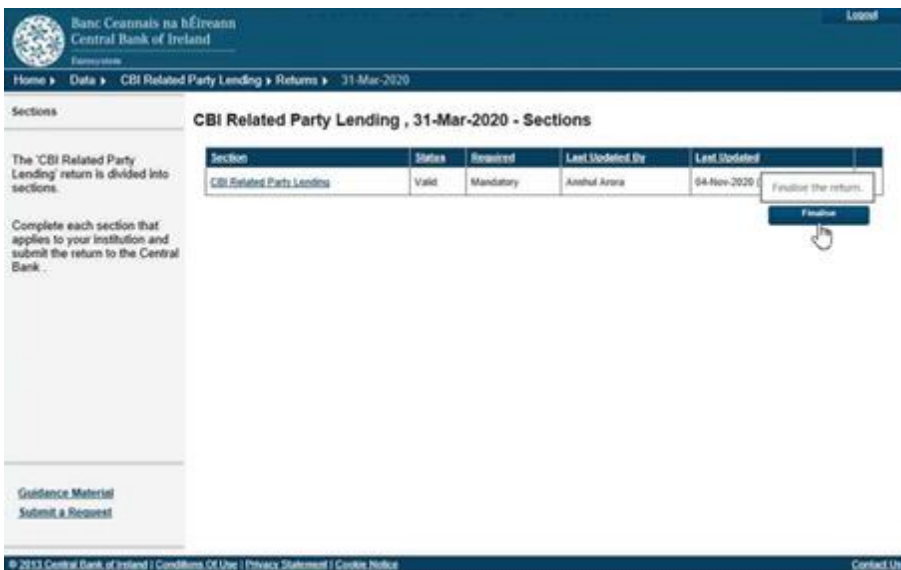 Banc Ceannais na hÉireann
Central Bank of Ireland
Eurosystem
Logout
Home Data CBI Related Party Lending Returns 31-Mar-2020
Sections
CBI Related Party Lending , 31-Mar-2020 - Sections
The 'CBI Related Party
Lending' return is divided into
sections.
Complete each section that
applies to your institution and
submit the return to the Central
Bank .
Section Status Required Last Updated By Last Updated
CBI Related Party Lending Valid Mandatory Anshul Arora 04-Nov-2020 (
Finalise the return.
Finalise
Guidance Material
Submit a Request
© 2013 Central Bank of Ireland | Conditions Of Use | Privacy Statement | Cookie Notice
Contact Us